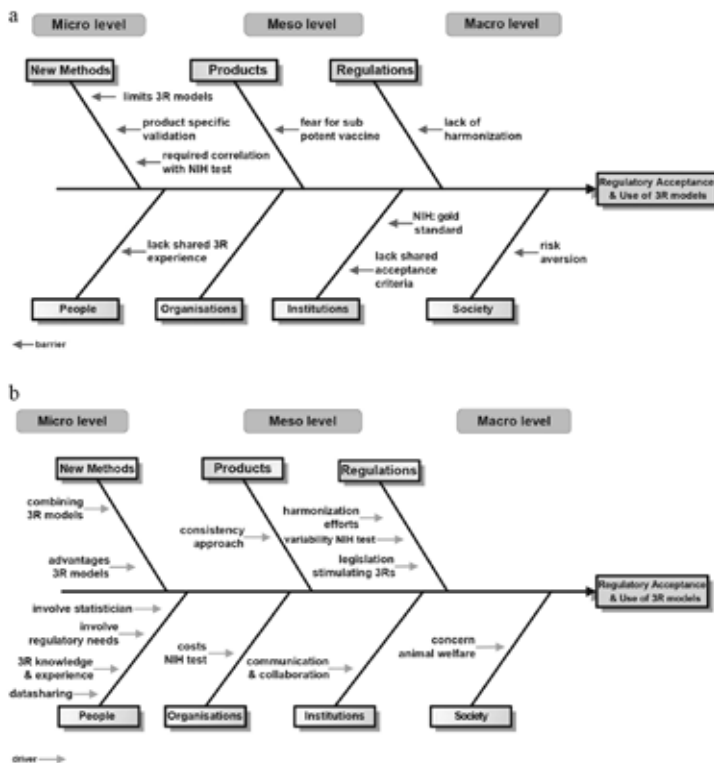 a
Micro level
Meso level
Macro level
New Methods
Products
Regulations
limits 3R models
product specific
validation
required correlation
with NIH test
fear for sub
potent vaccine
lack of
harmonization
Regulatory Acceptance
& Use of 3R models
lack shared 3R
experience
NIH: gold
standard
lack shared
acceptance
criteria
risk
aversion
People
Organisations
Institutions
Society
barrier
b
Micro level
Meso level
Macro level
New Methods
Products
Regulations
combining
3R models
advantages
3R models
consistency
approach
harmonization
efforts
variability NIH test
legislation
stimulating 3Rs
Regulatory Acceptance
& Use of 3R models
involve statistician
involve
regulatory needs
3R knowledge
& experience
datasharing
costs
NIH test
communication
& collaboration
concern
animal welfare
People
Organisations
Institutions
Society
driver